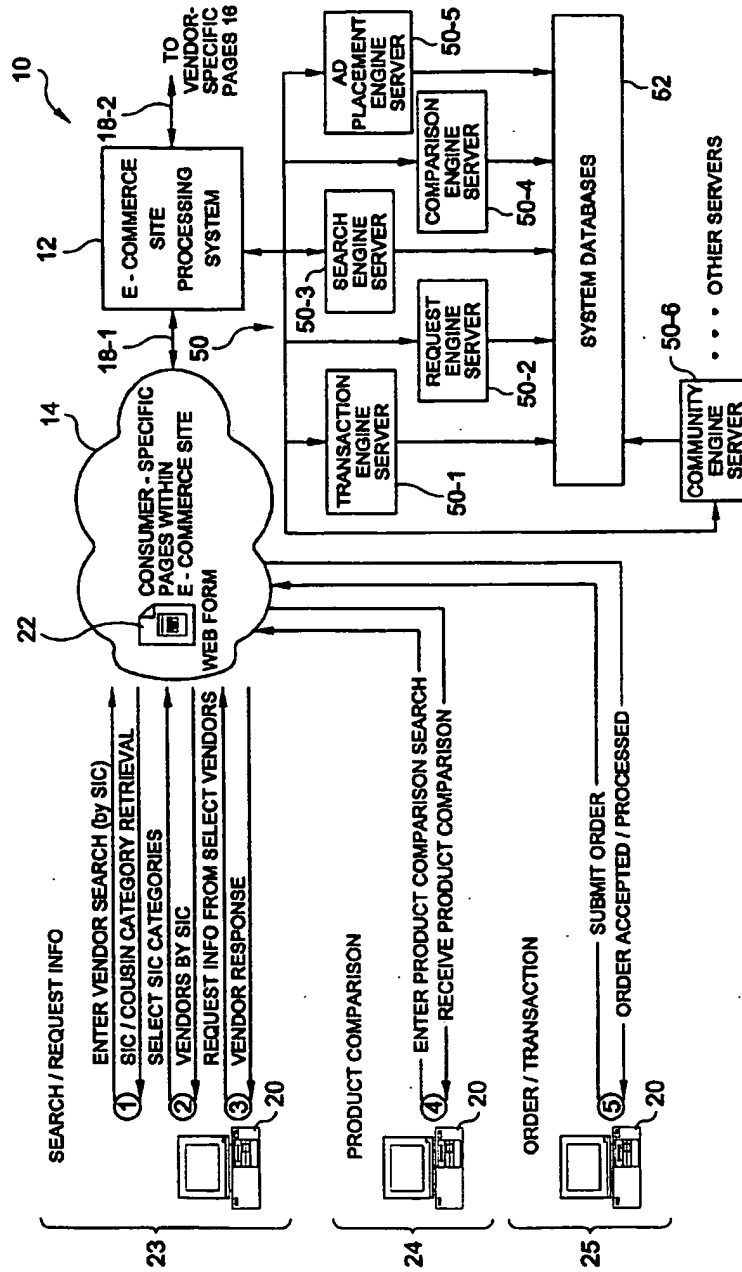 10
SEARCH / REQUEST INFO
ENTER VENDOR SEARCH (by SIC)
1
SIC / COUSIN CATEGORY RETRIEVAL
SELECT SIC CATEGORIES
2
VENDORS BY SIC
REQUEST INFO FROM SELECT VENDORS
3
VENDOR RESPONSE
20
23
PRODUCT COMPARISON
ENTER PRODUCT COMPARISON SEARCH
4
RECEIVE PRODUCT COMPARISON
20
24
ORDER / TRANSACTION
SUBMIT ORDER
5
ORDER ACCEPTED / PROCESSED
20
25
14
22
CONSUMER - SPECIFIC
PAGES WITHIN
E - COMMERCE SITE
WEB FORM
18-1
12
E - COMMERCE
SITE
PROCESSING
SYSTEM
18-2
TO
VENDOR-
SPECIFIC
PAGES 16
50
TRANSACTION
ENGINE
SERVER
50-1
REQUEST
ENGINE
SERVER
50-2
SEARCH
ENGINE
SERVER
50-3
COMPARISON
ENGINE
SERVER
50-4
AD
PLACEMENT
ENGINE
SERVER
50-5
SYSTEM DATABASES
52
COMMUNITY
ENGINE
SERVER
50-6
• • • OTHER SERVERS